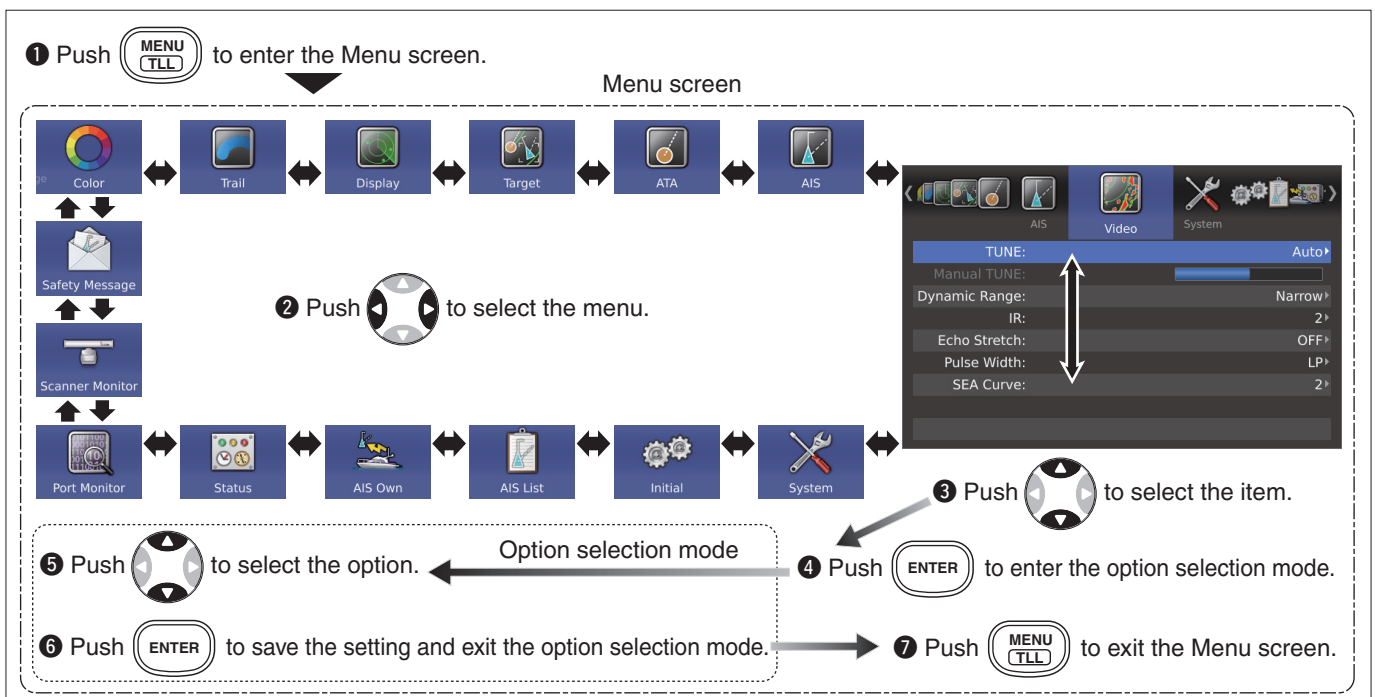 ❶ Push MENU TLL to enter the Menu screen.
Menu screen
ge Color
Trail
Display
Target
ATA
AIS
AIS
Video
System
TUNE: Auto
Manual TUNE:
Dynamic Range: Narrow
IR: 2
Echo Stretch: OFF
Pulse Width: LP
SEA Curve: 2
Safety Message
❷ Push to select the menu.
Scanner Monitor
Port Monitor
Status
AIS Own
AIS List
Initial
System
❸ Push to select the item.
❹ Push ENTER to enter the option selection mode.
Option selection mode
❺ Push to select the option.
❻ Push ENTER to save the setting and exit the option selection mode.
❼ Push MENU TLL to exit the Menu screen.